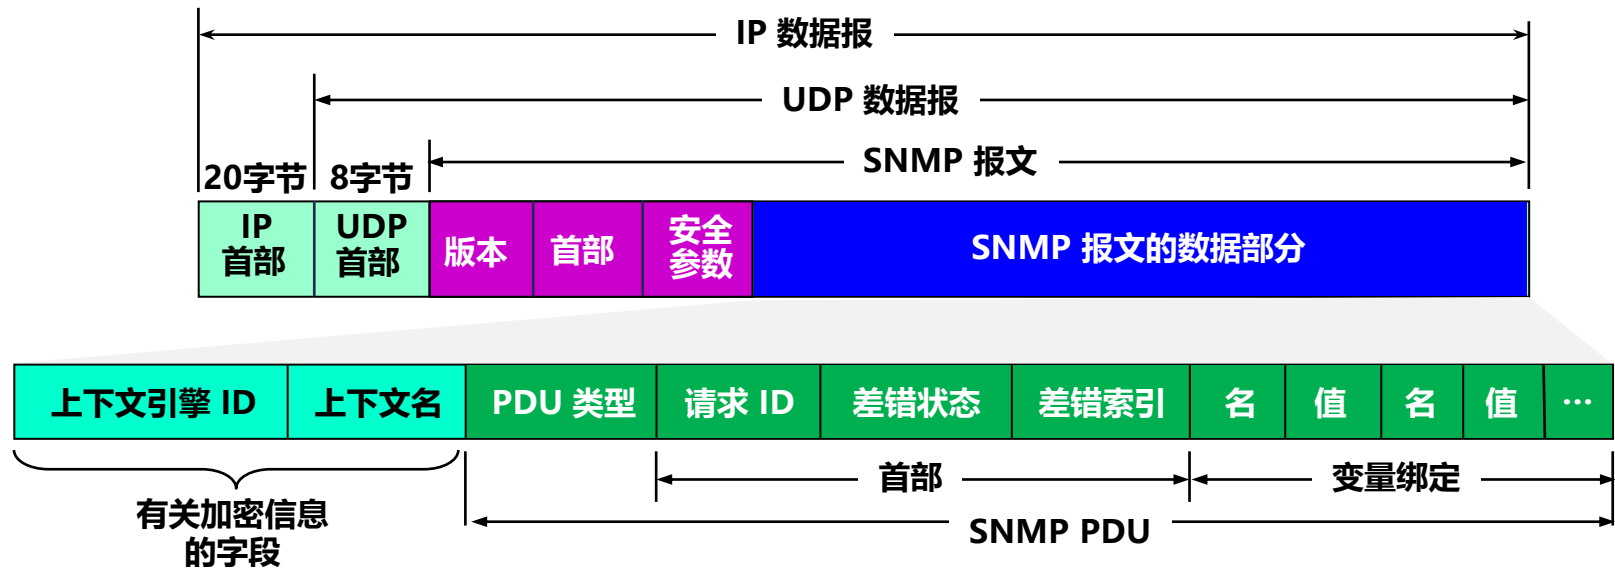 IP 数据报
UDP 数据报
SNMP 报文
20字节
8字节
IP
首部
UDP
首部
版本
首部
安全
参数
SNMP 报文的数据部分
上下文引擎 ID
上下文名
PDU 类型
请求 ID
差错状态
差错索引
名
值
名
值
…
首部
变量绑定
有关加密信息
的字段
SNMP PDU